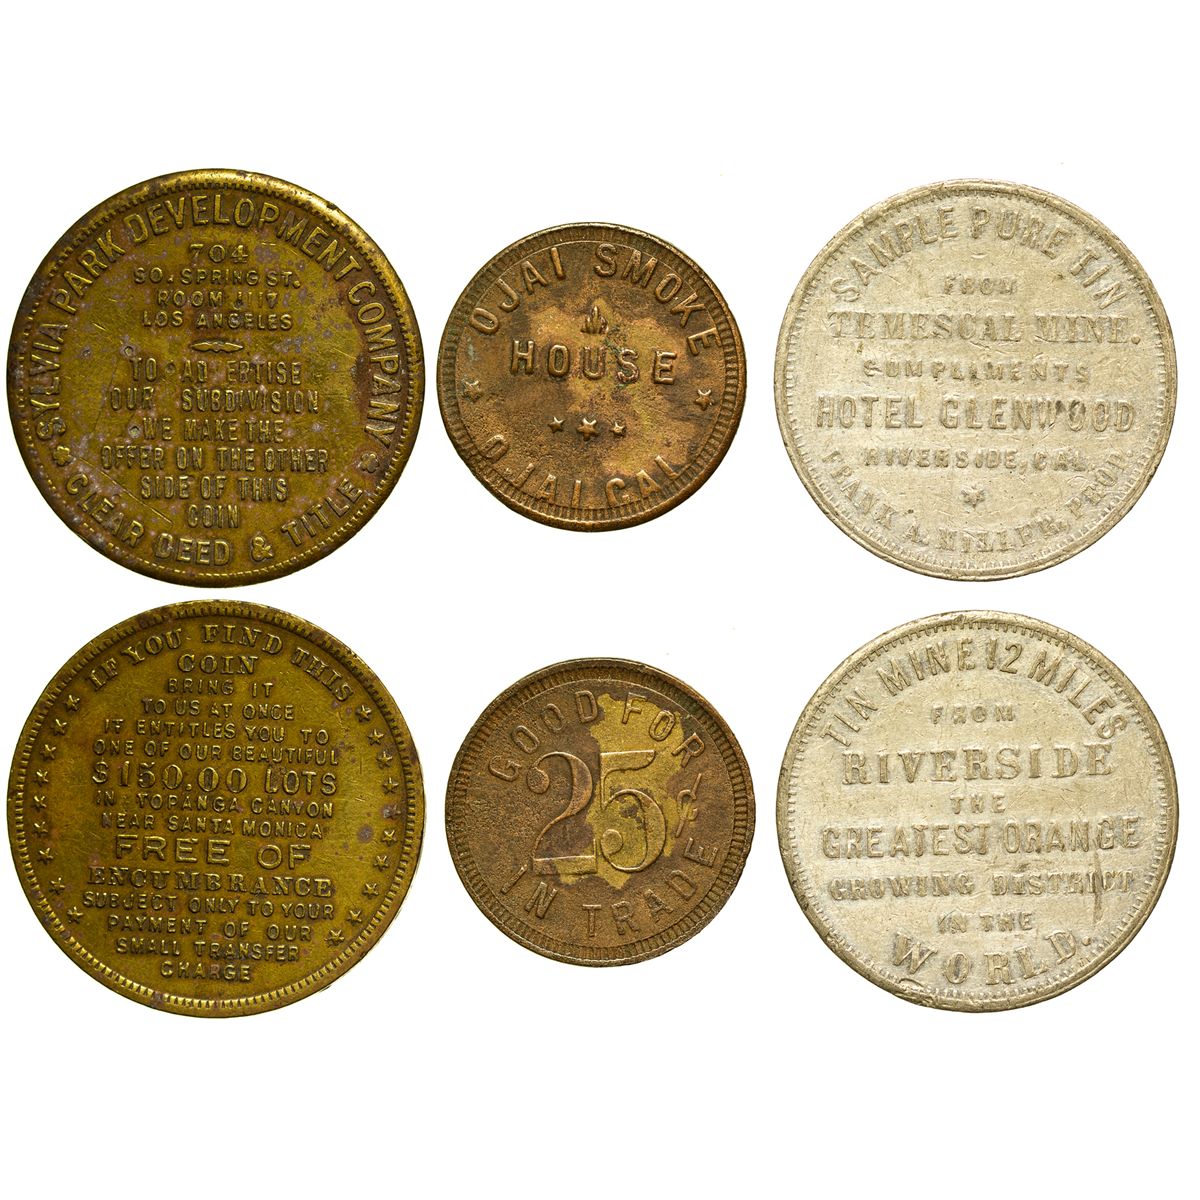 SYLVIA PARK DEVELOPMENT COMPANY
704
SO. SPRING ST.
ROOM J 117
LOS ANGELES
TO AD ERTISE
OUR SUBDIVISION
WE MAKE THE
OFFER ON THE OTHER
SIDE OF THIS
COIN
CLEAR DEED & TITLE
OJAI SMOKE
HOUSE
OJAI CAL
SAMPLE PURE TIN
FROM
TEMESCAL MINE.
COMPLIMENTS
HOTEL GLENWOOD
RIVERSIDE, CAL.
FRANK A. MILLER, PROP.
IF YOU FIND THIS
COIN
BRING IT
TO US AT ONCE
IT ENTITLES YOU TO
ONE OF OUR BEAUTIFUL
$150.00 LOTS
IN TOPANGA CANYON
NEAR SANTA MONICA
FREE OF
ENCUMBRANCE
SUBJECT ONLY TO YOUR
PAYMENT OF OUR
SMALL TRANSFER
CHARGE
GOOD FOR
25¢
IN TRADE
TIN MINE 12 MILES
FROM
RIVERSIDE
THE
GREATEST ORANGE
GROWING DISTRICT
IN THE
WORLD.